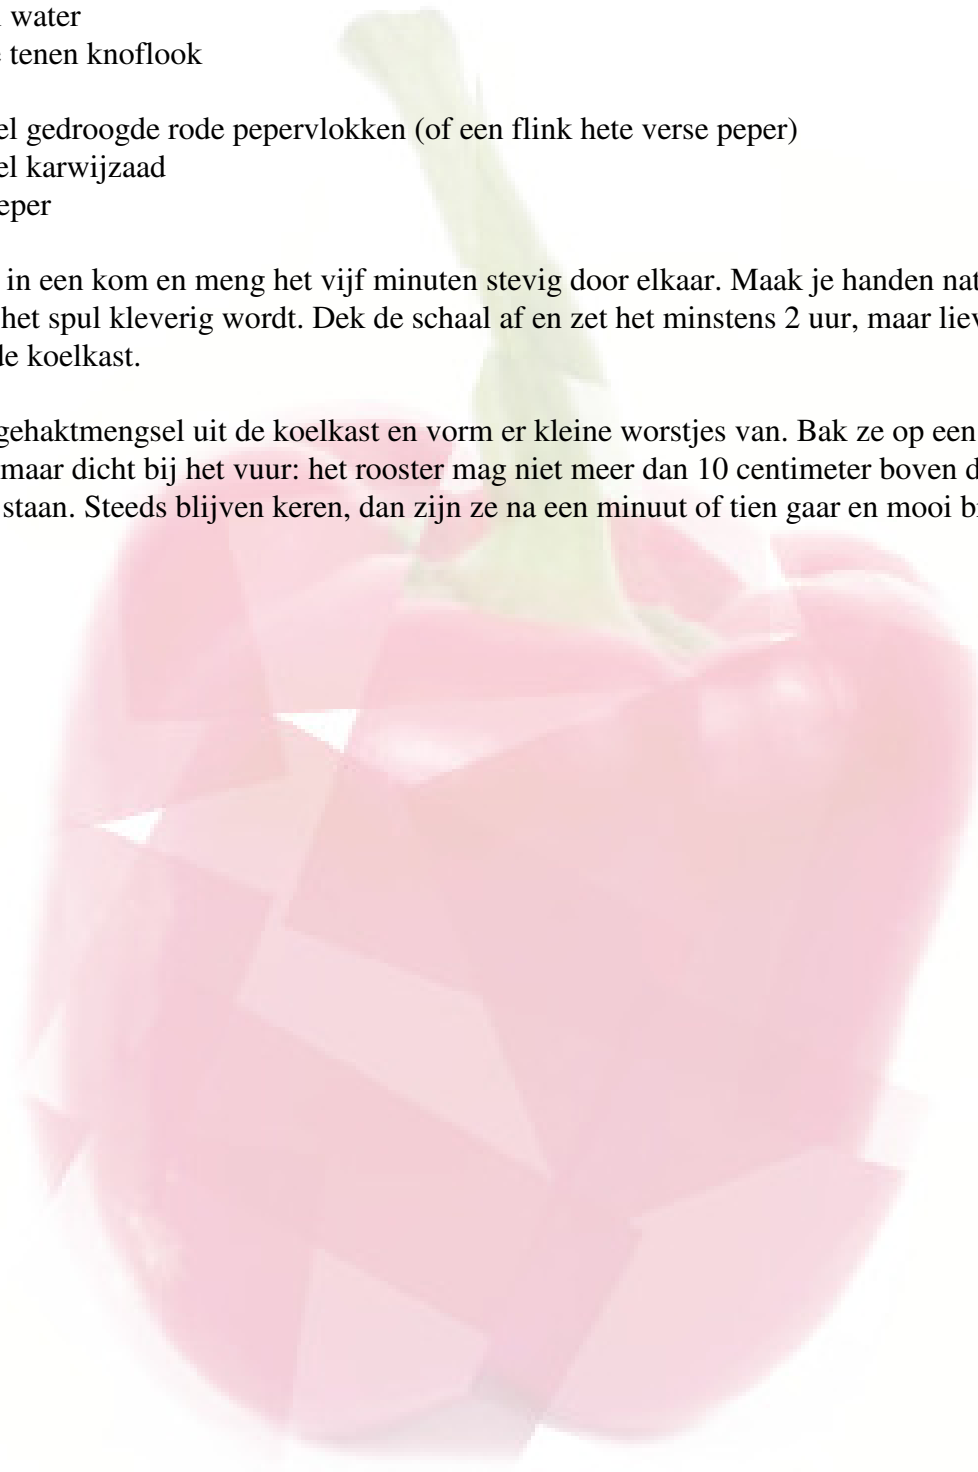 water
tenen knoflook
el gedroogde rode pepervlokken (of een flink hete verse peper)
el karwijzaad
eper
in een kom en meng het vijf minuten stevig door elkaar. Maak je handen nat
het spul kleverig wordt. Dek de schaal af en zet het minstens 2 uur, maar liev
de koelkast.
gehaktmengsel uit de koelkast en vorm er kleine worstjes van. Bak ze op een
maar dicht bij het vuur: het rooster mag niet meer dan 10 centimeter boven d
staan. Steeds blijven keren, dan zijn ze na een minuut of tien gaar en mooi b